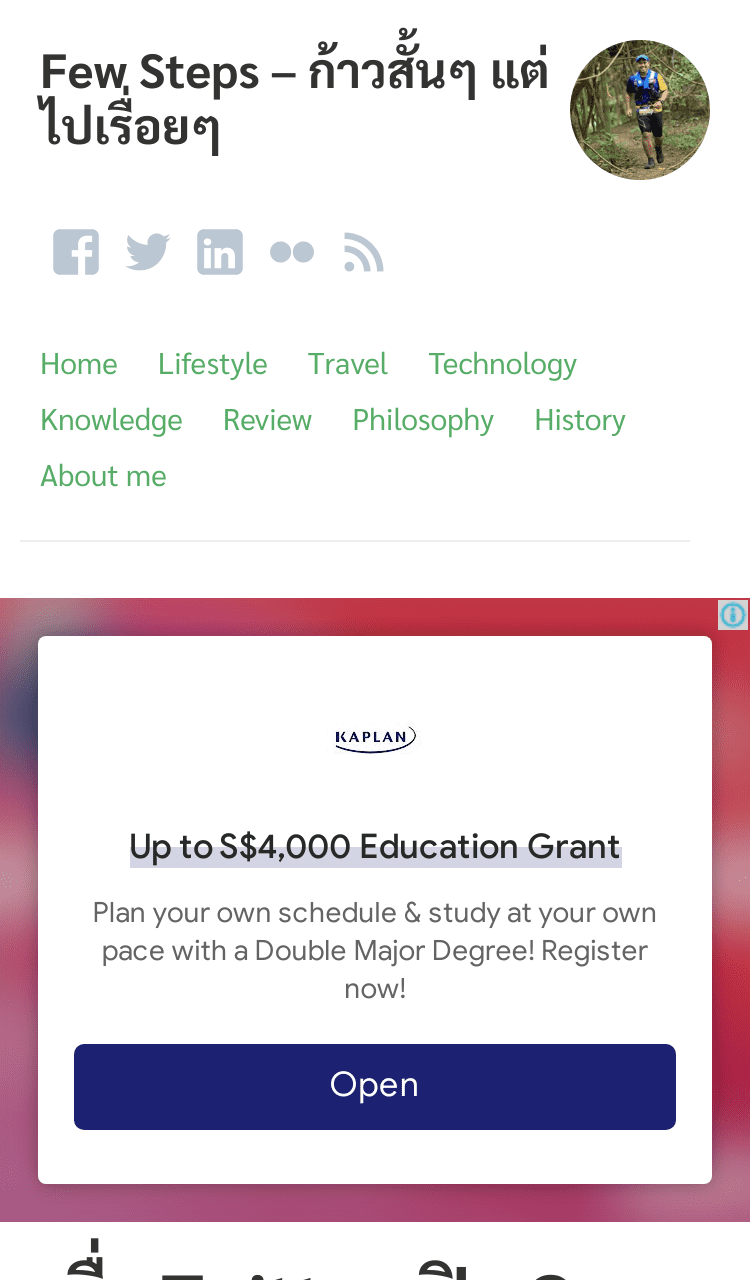 Few Steps – ก้าวสั้นๆ แต่
ไปเรื่อยๆ
Home Lifestyle Travel Technology
Knowledge Review Philosophy History
About me
KAPLAN
Up to S$4,000 Education Grant
Plan your own schedule & study at your own
pace with a Double Major Degree! Register
now!
Open